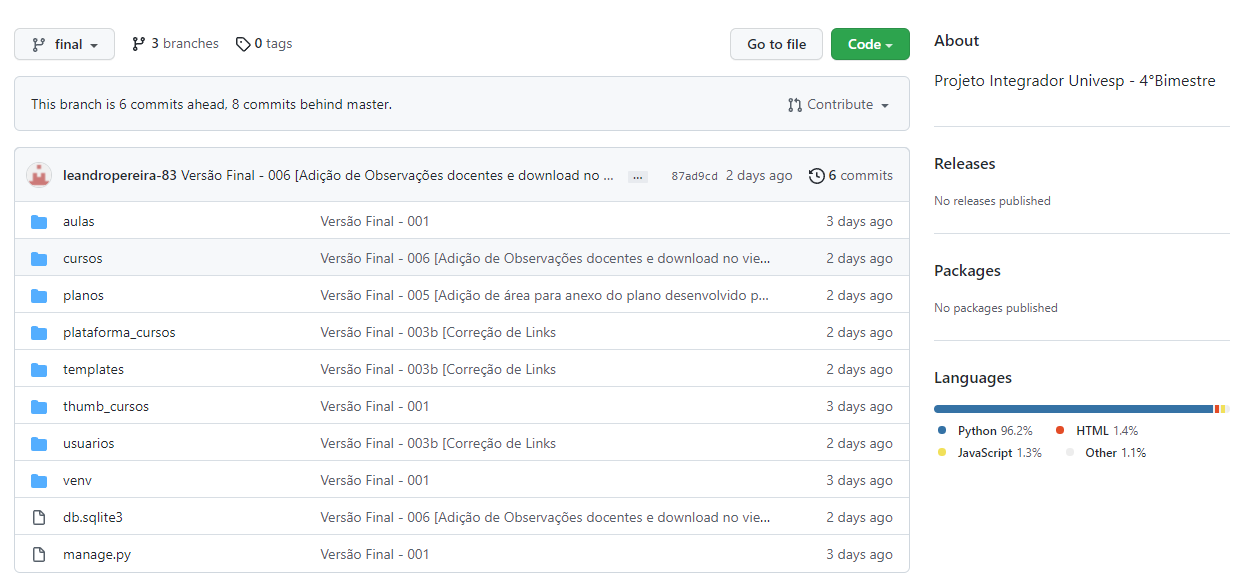 final
3 branches
0 tags
Go to file
Code
This branch is 6 commits ahead, 8 commits behind master.
Contribute
leandropereira-83 Versão Final - 006 [Adição de Observações docentes e download no ... ... 87ad9cd 2 days ago 6 commits
aulas Versão Final - 001 3 days ago
cursos Versão Final - 006 [Adição de Observações docentes e download no vie... 2 days ago
planos Versão Final - 005 [Adição de área para anexo do plano desenvolvido p... 2 days ago
plataforma_cursos Versão Final - 003b [Correção de Links 2 days ago
templates Versão Final - 003b [Correção de Links 2 days ago
thumb_cursos Versão Final - 001 3 days ago
usuarios Versão Final - 003b [Correção de Links 2 days ago
venv Versão Final - 001 3 days ago
db.sqlite3 Versão Final - 006 [Adição de Observações docentes e download no vie... 2 days ago
manage.py Versão Final - 001 3 days ago
About
Projeto Integrador Univesp - 4°Bimestre
Releases
No releases published
Packages
No packages published
Languages
Python 96.2% HTML 1.4%
JavaScript 1.3% Other 1.1%